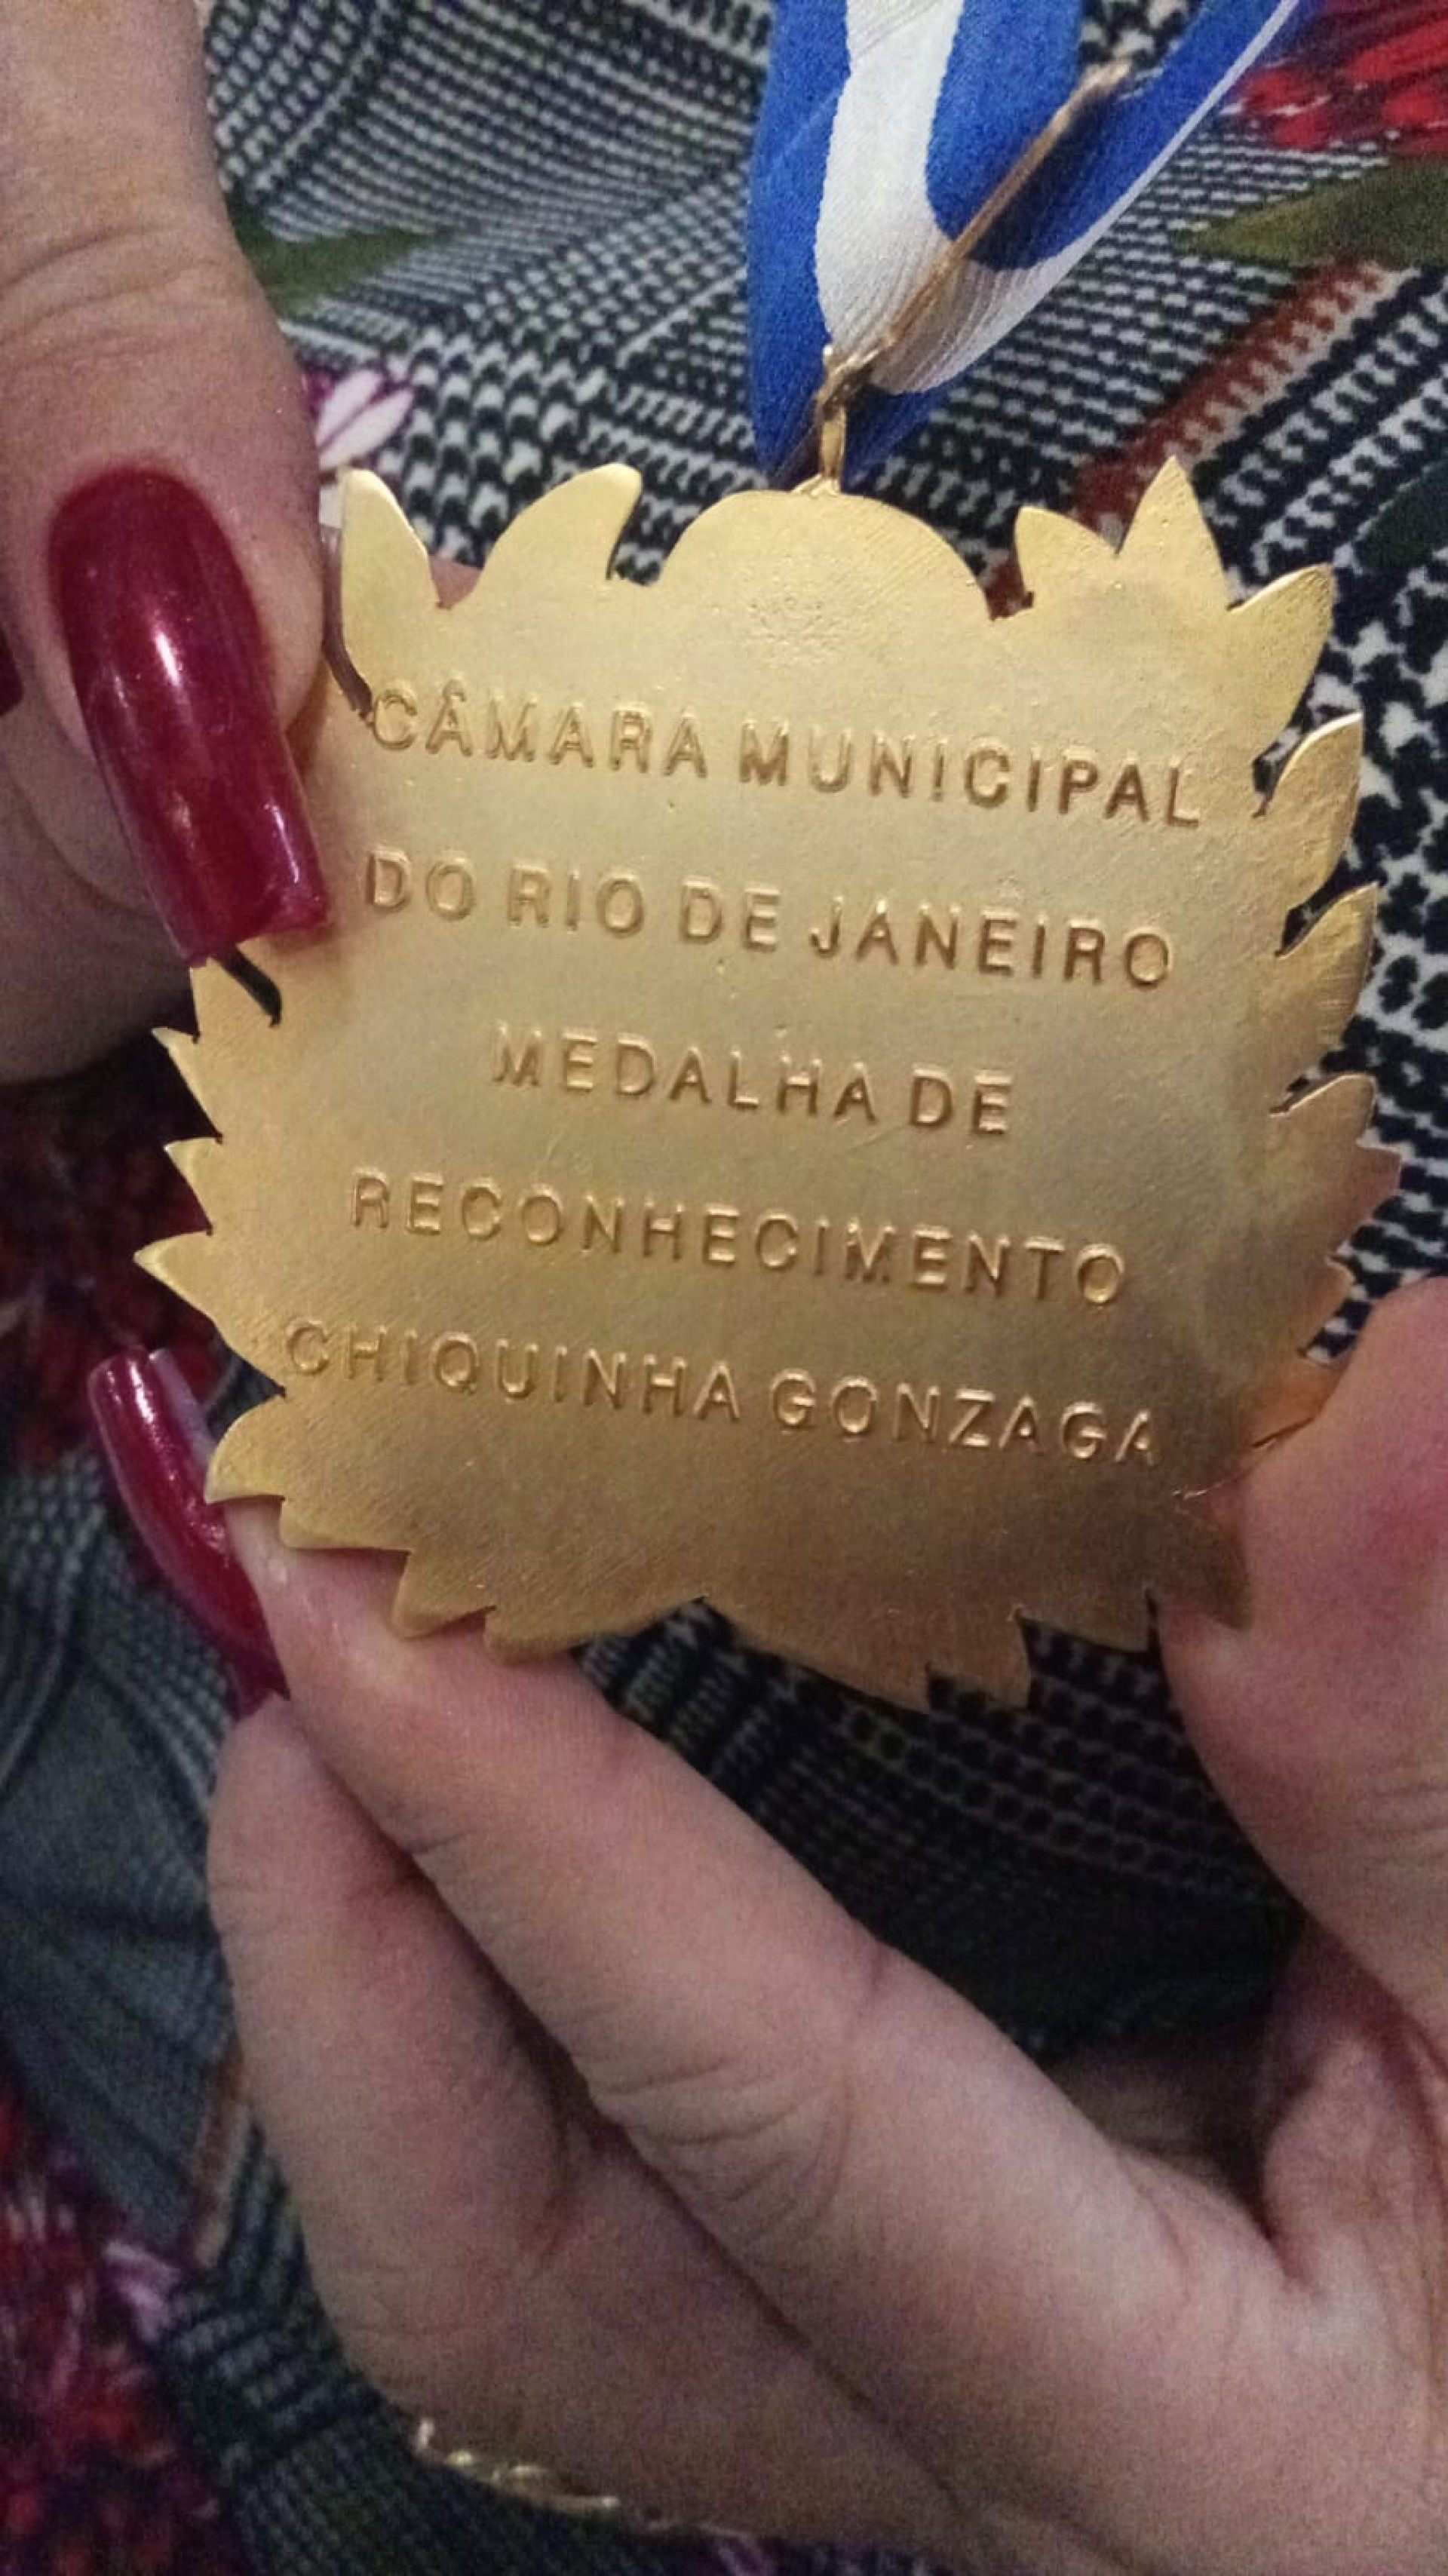 CÂMARA MUNICIPAL
DO RIO DE JANEIRO
MEDALHA DE
RECONHECIMENTO
CHIQUINHA GONZAGA